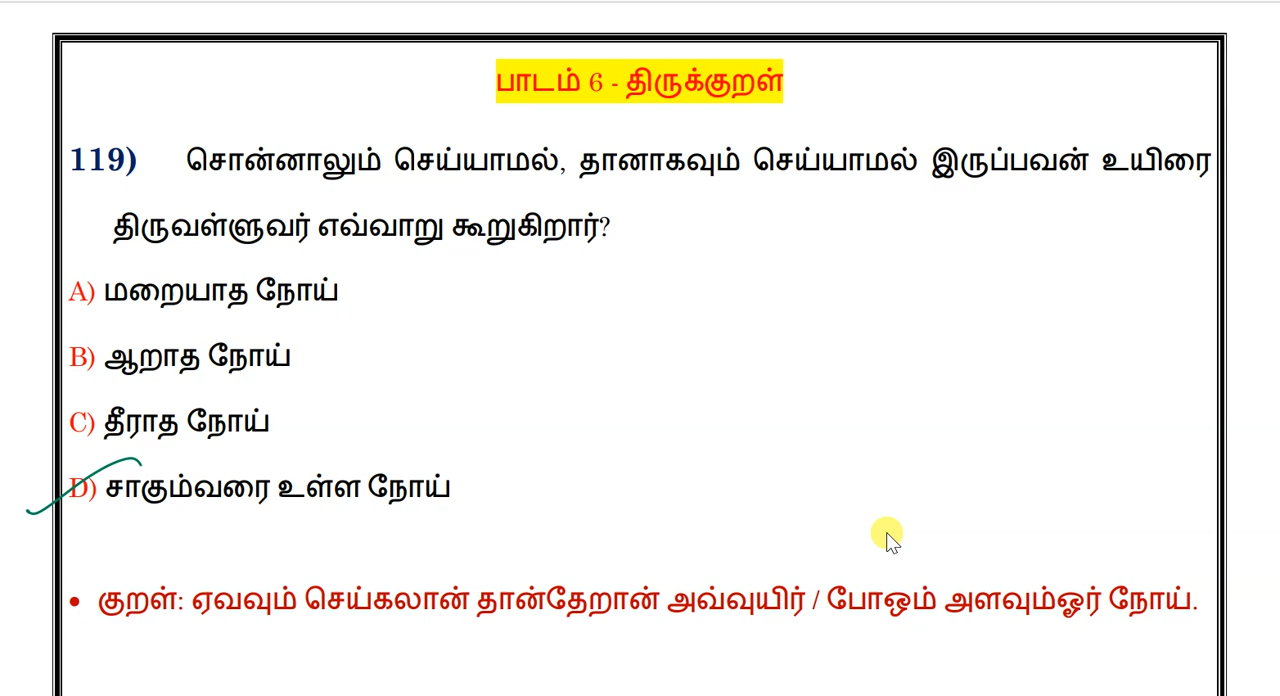 பாடம் 6 - திருக்குறள்
119) சொன்னாலும் செய்யாமல், தானாகவும் செய்யாமல் இருப்பவன் உயிரை
திருவள்ளுவர் எவ்வாறு கூறுகிறார்?
A) மறையாத நோய்
B) ஆறாத நோய்
C) தீராத நோய்
D) சாகும்வரை உள்ள நோய்
• குறள்: ஏவவும் செய்கலான் தான்தேறான் அவ்வுயிர் / போஒம் அளவும்ஓர் நோய்.